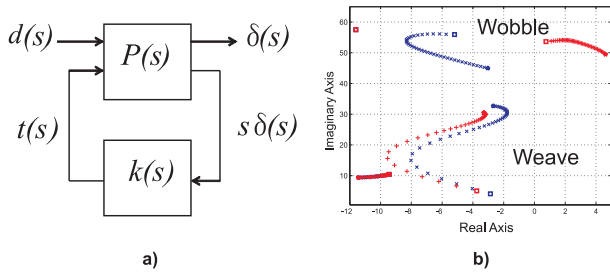 d(s)
P(s)
δ(s)
t(s)
s δ(s)
k(s)
a)
Wobble
Weave
Imaginary Axis
60
50
40
30
20
10
-12 -10 -8 -6 -4 -2 0 2 4
Real Axis
b)